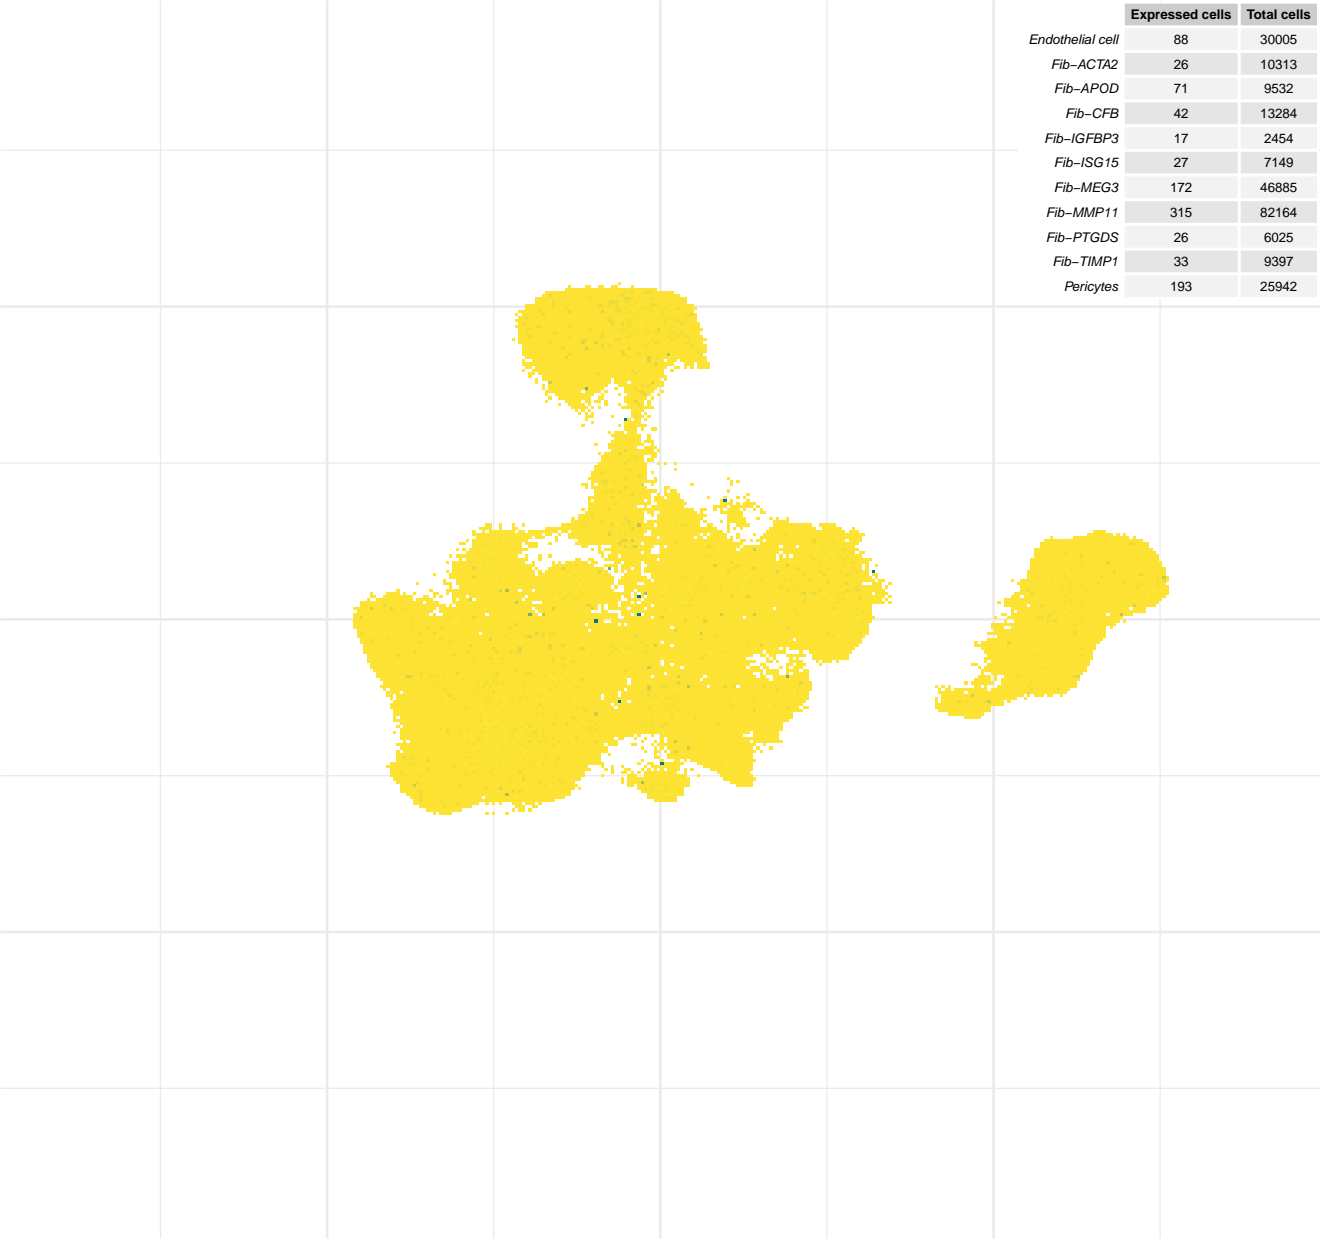 Expressed cells Total cells
Endothelial cell 88 30005
Fib−ACTA2 26 10313
Fib−APOD 71 9532
Fib−CFB 42 13284
Fib−IGFBP3 17 2454
Fib−ISG15 27 7149
Fib−MEG3 172 46885
Fib−MMP11 315 82164
Fib−PTGDS 26 6025
Fib−TIMP1 33 9397
Pericytes 193 25942